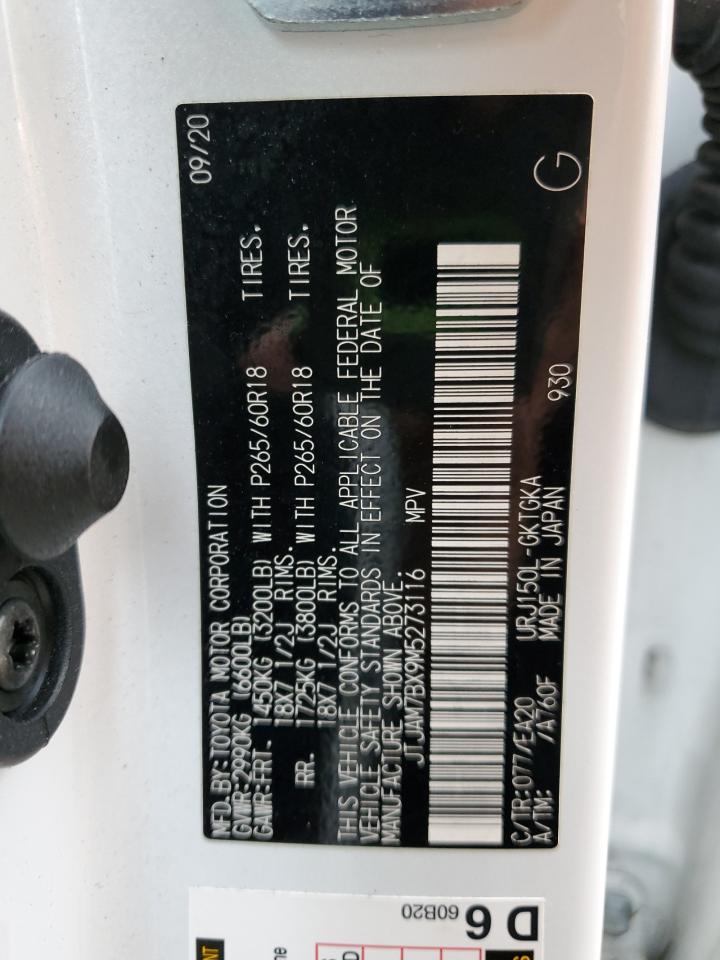 MFD.BY:TOYOTA MOTOR CORPORATION 09/20
GVWR:2990KG (6600LB)
GAWR:FRT. 1450KG (3200LB) WITH P265/60R18 TIRES.
18X7 1/2J RIMS.
RR. 1725KG (3800LB) WITH P265/60R18 TIRES.
18X7 1/2J RIMS.
THIS VEHICLE CONFORMS TO ALL APPLICABLE FEDERAL MOTOR
VEHICLE SAFETY STANDARDS IN EFFECT ON THE DATE OF
MANUFACTURE SHOWN ABOVE.
JTJAM7BX9M5273116 MPV
C/TR:077/EA20 URJ150L-GKTGKA 930
A/TM: /A760F MADE IN JAPAN
G
D 6
60B20